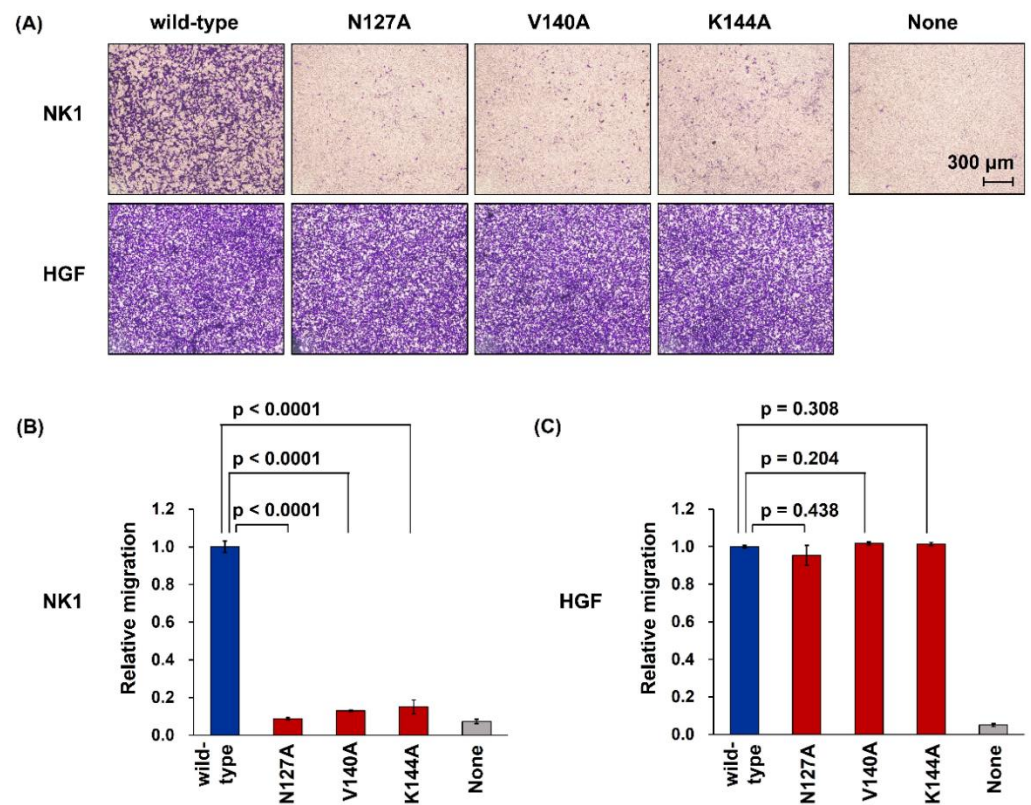 (A)
wild-type N127A V140A K144A None
NK1
300 µm
HGF
(B)
p < 0.0001
p < 0.0001
p < 0.0001
NK1
Relative migration
1.2
1.0
0.8
0.6
0.4
0.2
0.0
wild-
type
N127A
V140A
K144A
None
(C)
p = 0.308
p = 0.204
p = 0.438
HGF
Relative migration
1.2
1.0
0.8
0.6
0.4
0.2
0.0
wild-
type
N127A
V140A
K144A
None